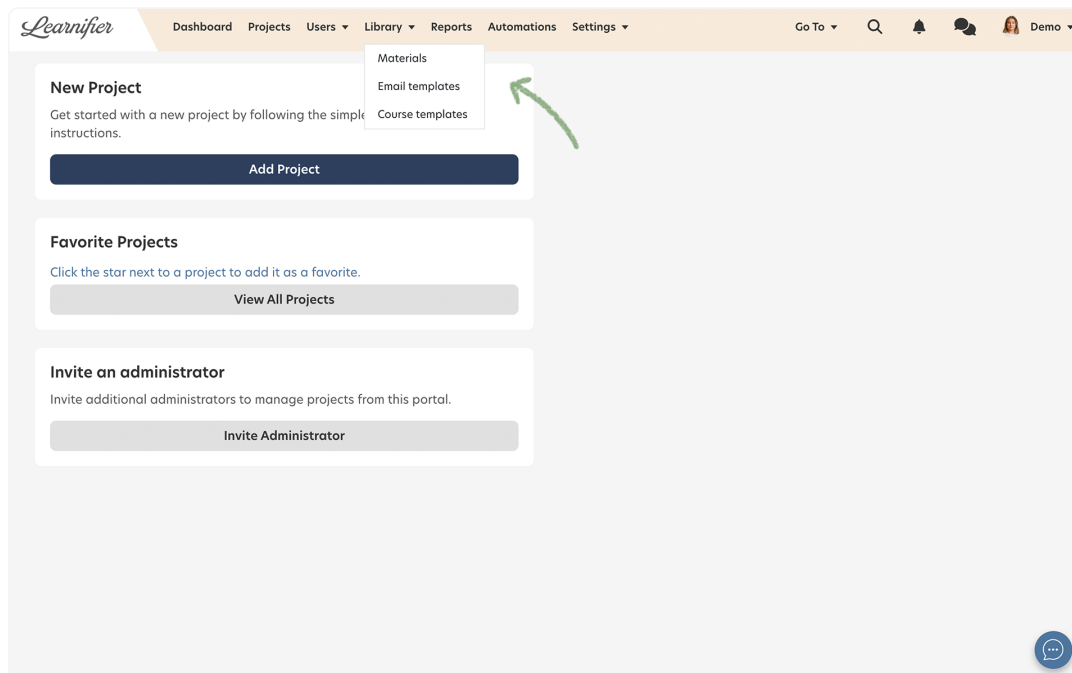 Learnifier
Dashboard Projects Users Library Reports Automations Settings Go To Demo
Materials
Email templates
Course templates
New Project
Get started with a new project by following the simple
instructions.
Add Project
Favorite Projects
Click the star next to a project to add it as a favorite.
View All Projects
Invite an administrator
Invite additional administrators to manage projects from this portal.
Invite Administrator